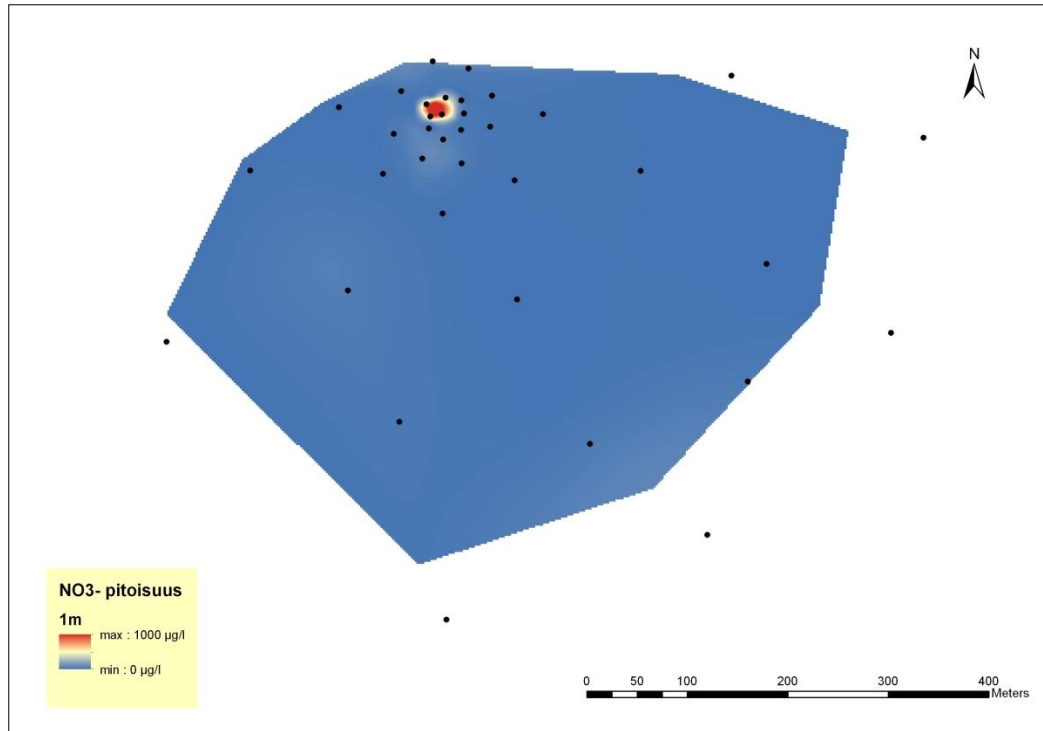 N
NO3- pitoisuus
1m
max : 1000 µg/l
min : 0 µg/l
0 50 100 200 300 400
Meters